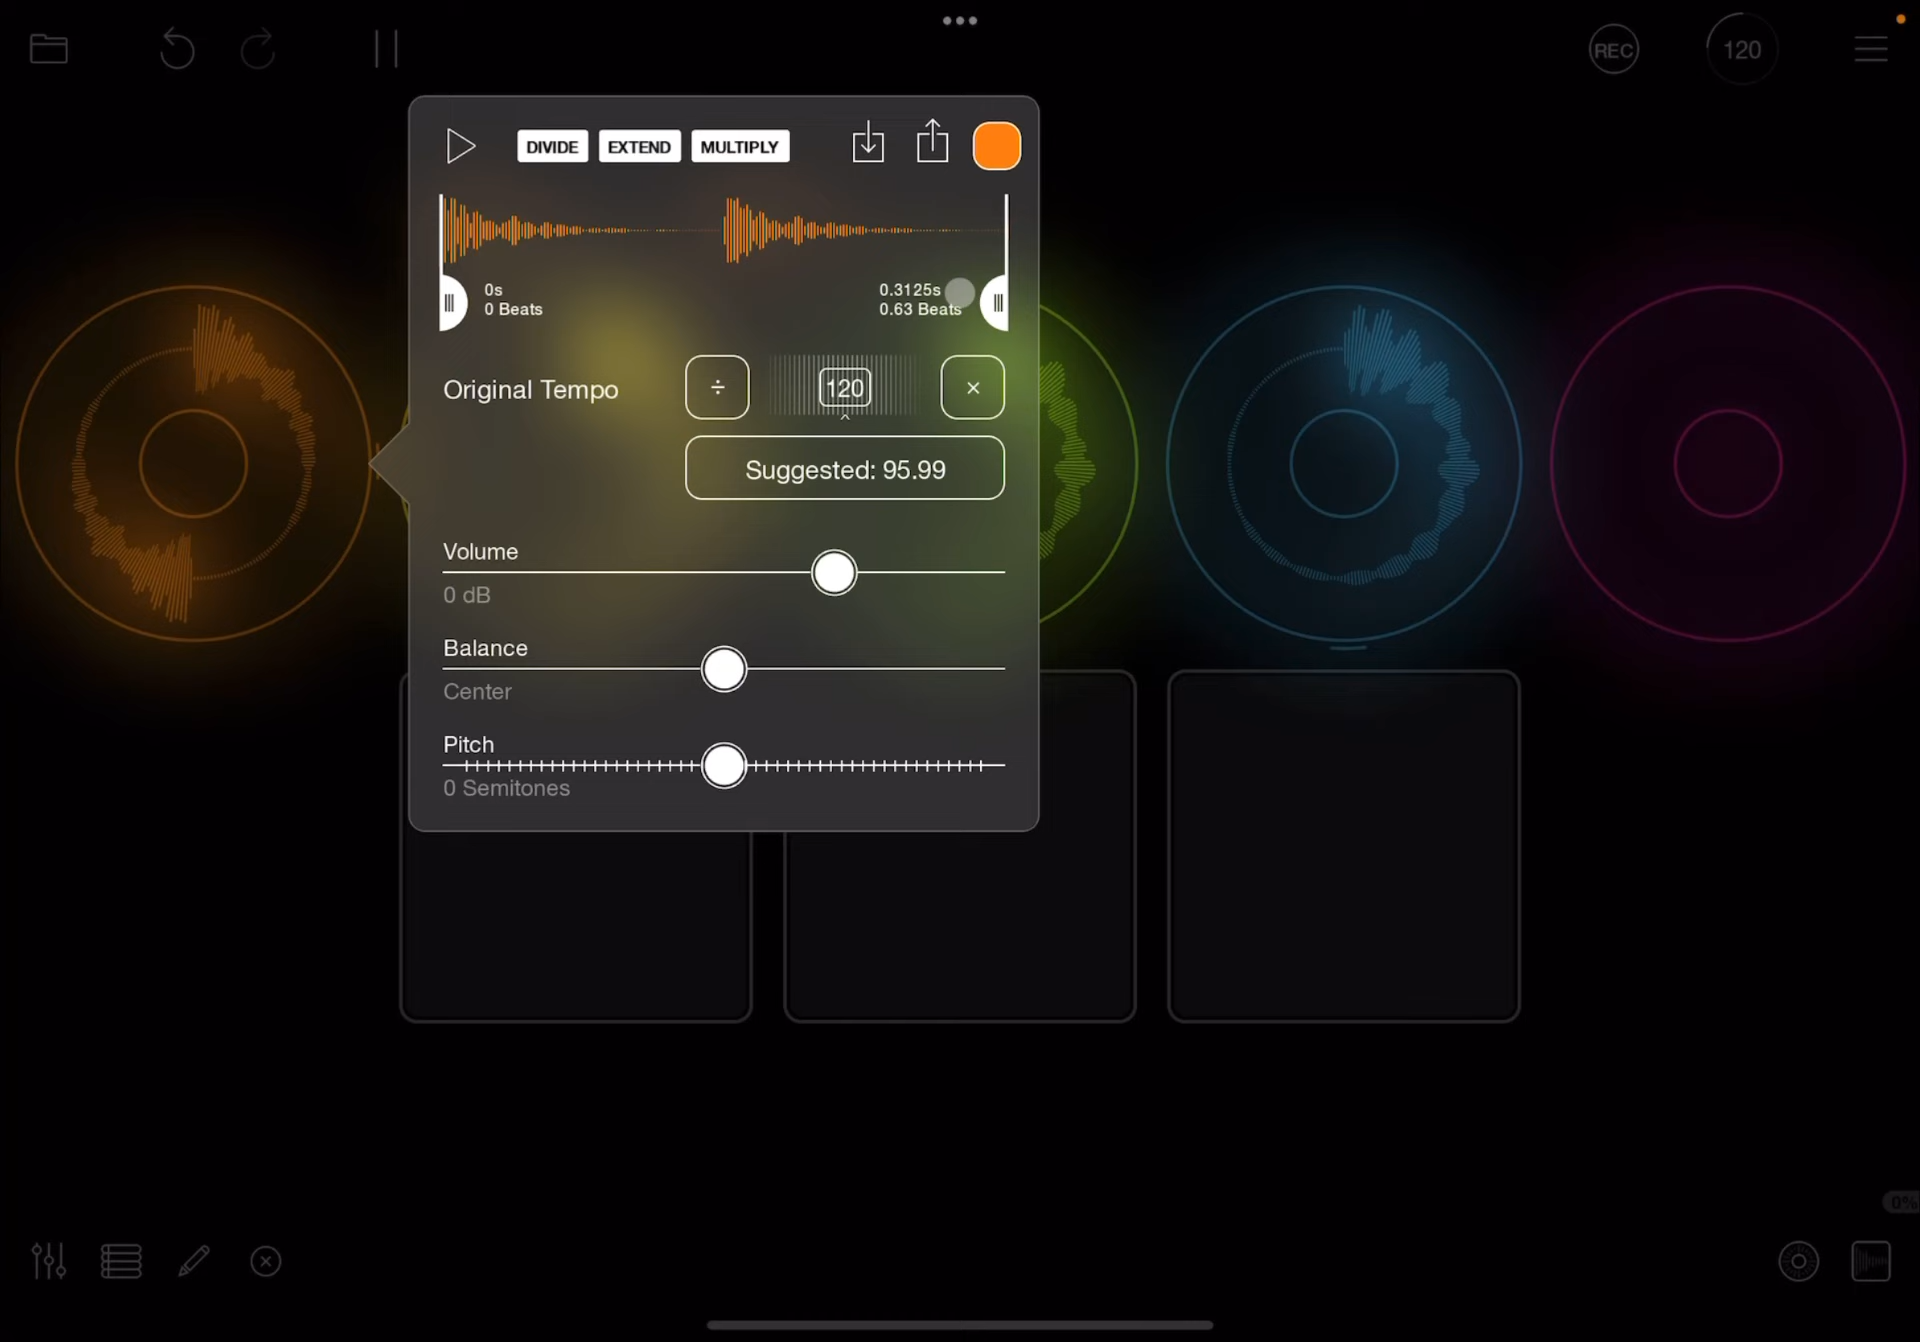 REC
120
DIVIDE EXTEND MULTIPLY
0s
0 Beats
0.3125s
0.63 Beats
Original Tempo
÷
120
×
Suggested: 95.99
Volume
0 dB
Balance
Center
Pitch
0 Semitones
0%